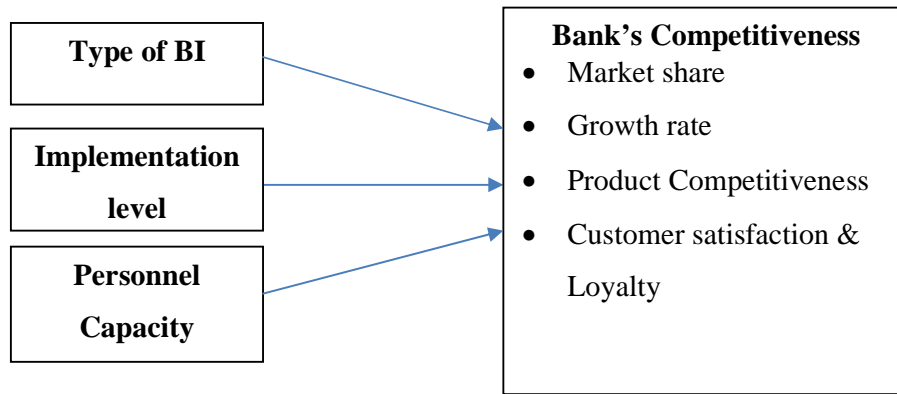 Type of BI
Implementation
level
Personnel
Capacity
Bank’s Competitiveness
• Market share
• Growth rate
• Product Competitiveness
• Customer satisfaction &
Loyalty